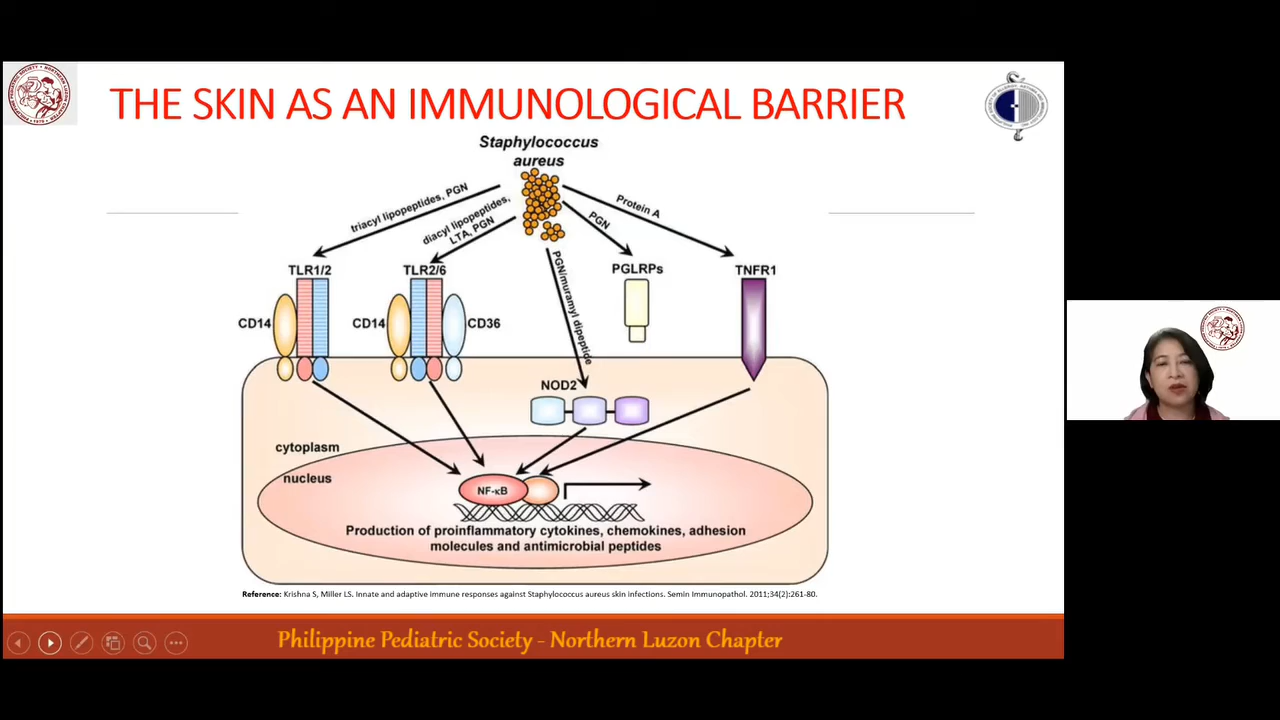 THE SKIN AS AN IMMUNOLOGICAL BARRIER
Staphylococcus
aureus
triacyl lipopeptides, PGN
diacyl lipopeptides,
LTA, PGN
PGN/muramyl dipeptide
PGN
Protein A
TLR1/2
TLR2/6
PGLRPs
TNFR1
CD14
CD14
CD36
NOD2
cytoplasm
nucleus
NF-κB
Production of proinflammatory cytokines, chemokines, adhesion
molecules and antimicrobial peptides
Reference: Krishna S, Miller LS. Innate and adaptive immune responses against Staphylococcus aureus skin infections. Semin Immunopathol. 2011;34(2):261-80.
Philippine Pediatric Society - Northern Luzon Chapter